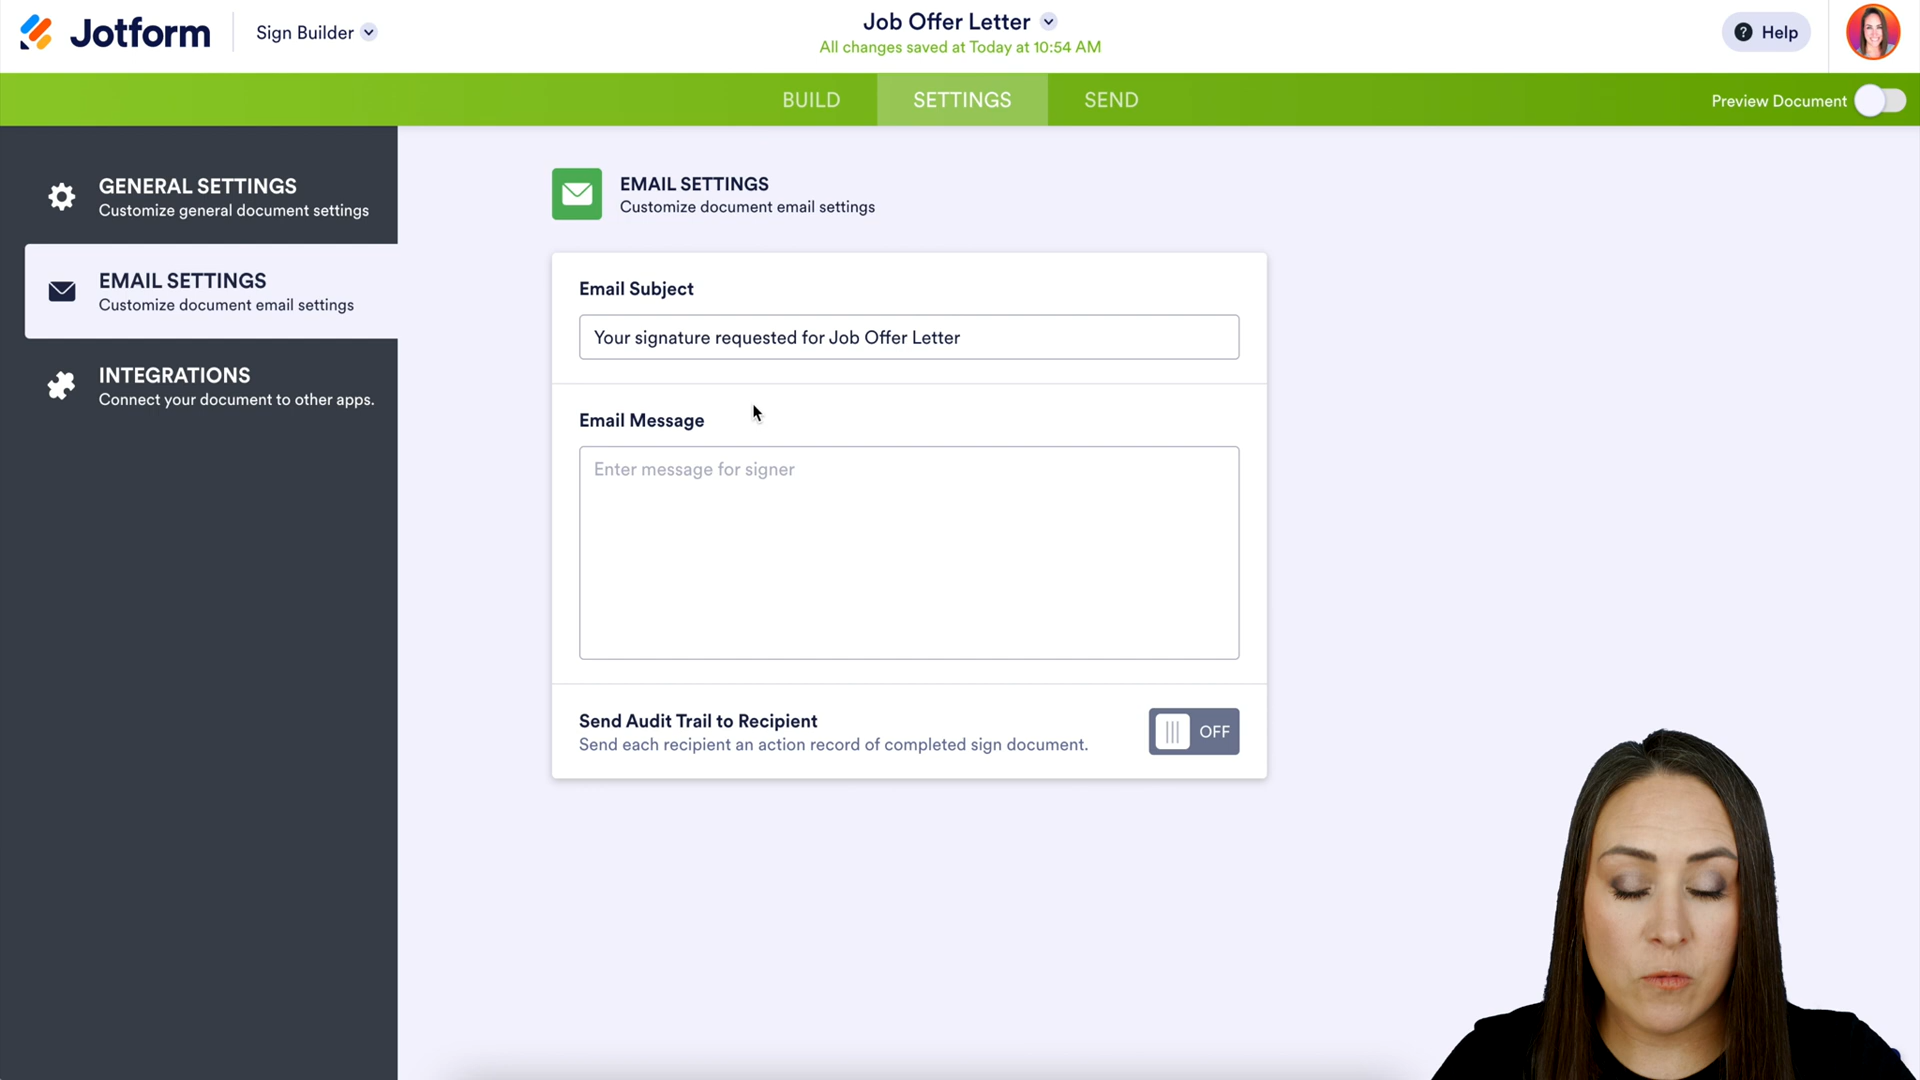 Jotform
Sign Builder
Job Offer Letter
All changes saved at Today at 10:54 AM
Help
BUILD
SETTINGS
SEND
Preview Document
GENERAL SETTINGS
Customize general document settings
EMAIL SETTINGS
Customize document email settings
INTEGRATIONS
Connect your document to other apps.
EMAIL SETTINGS
Customize document email settings
Email Subject
Your signature requested for Job Offer Letter
Email Message
Enter message for signer
Send Audit Trail to Recipient
Send each recipient an action record of completed sign document.
OFF